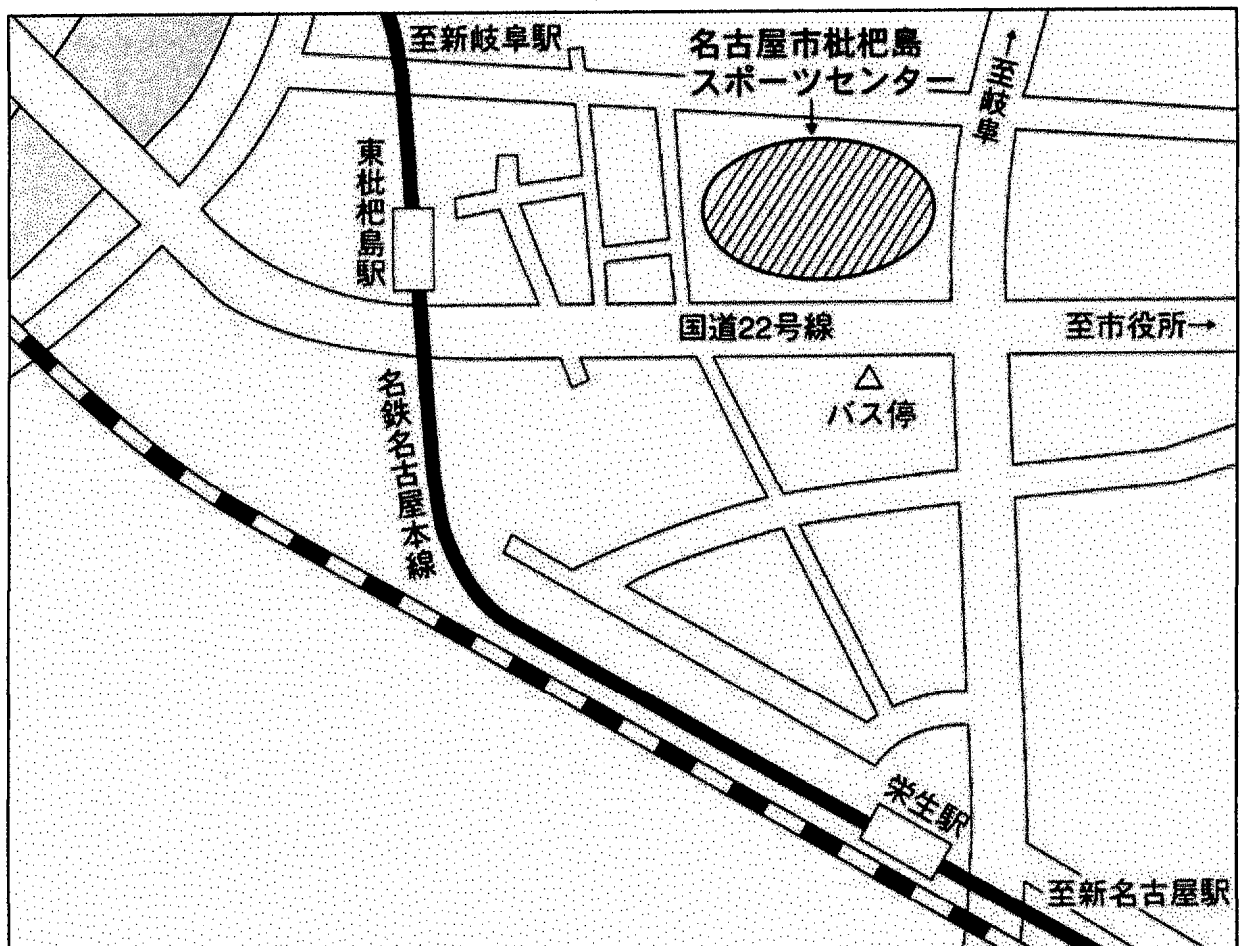 至新岐阜駅
名古屋市枇杷島
スポーツセンター
↑至岐阜
東枇杷島駅
国道22号線
至市役所→
バス停
名鉄名古屋本線
栄生駅
至新名古屋駅